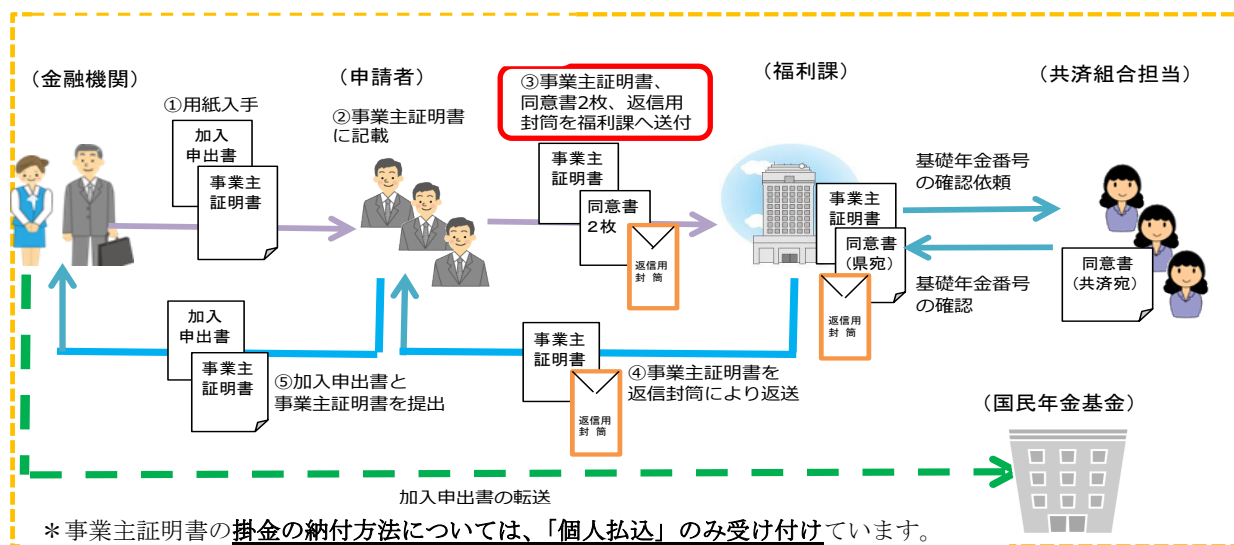 （金融機関）
（申請者）
（福利課）
（共済組合担当）
①用紙入手
加入
申出書
事業主
証明書
②事業主証明書
に記載
③事業主証明書、
同意書2枚、返信用
封筒を福利課へ送付
事業主
証明書
同意書
２枚
返信用
封 筒
事業主
証明書
同意書
（県宛）
返信用
封 筒
基礎年金番号
の確認依頼
基礎年金番号
の確認
同意書
（共済宛）
④事業主証明書を
返信封筒により返送
事業主
証明書
返信用
封 筒
加入
申出書
事業主
証明書
⑤加入申出書と
事業主証明書を提出
（国民年金基金）
加入申出書の転送
＊事業主証明書の掛金の納付方法については、「個人払込」のみ受け付けています。